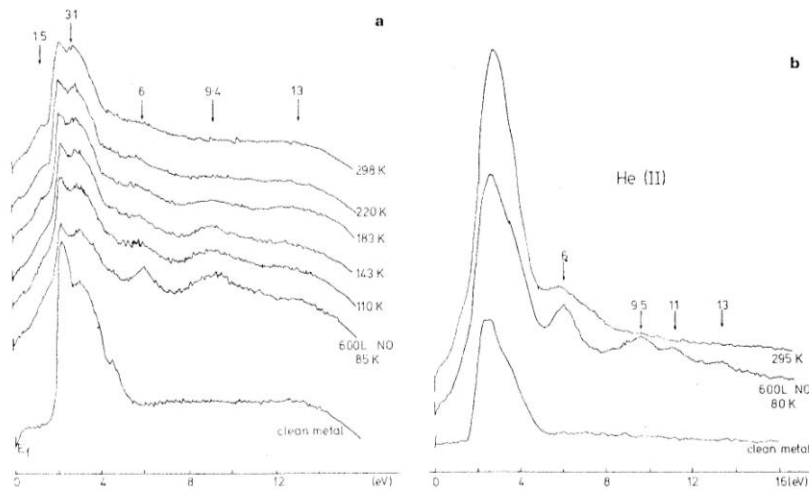 a
1·5
31
6
9·4
13
298 K
220 K
183 K
143 K
110 K
600L NO
85 K
clean metal
Ef
0 4 8 12 (eV)
b
He (II)
6
9·5
11
13
295 K
600L NO
80 K
clean metal
0 4 8 12 16 (eV)